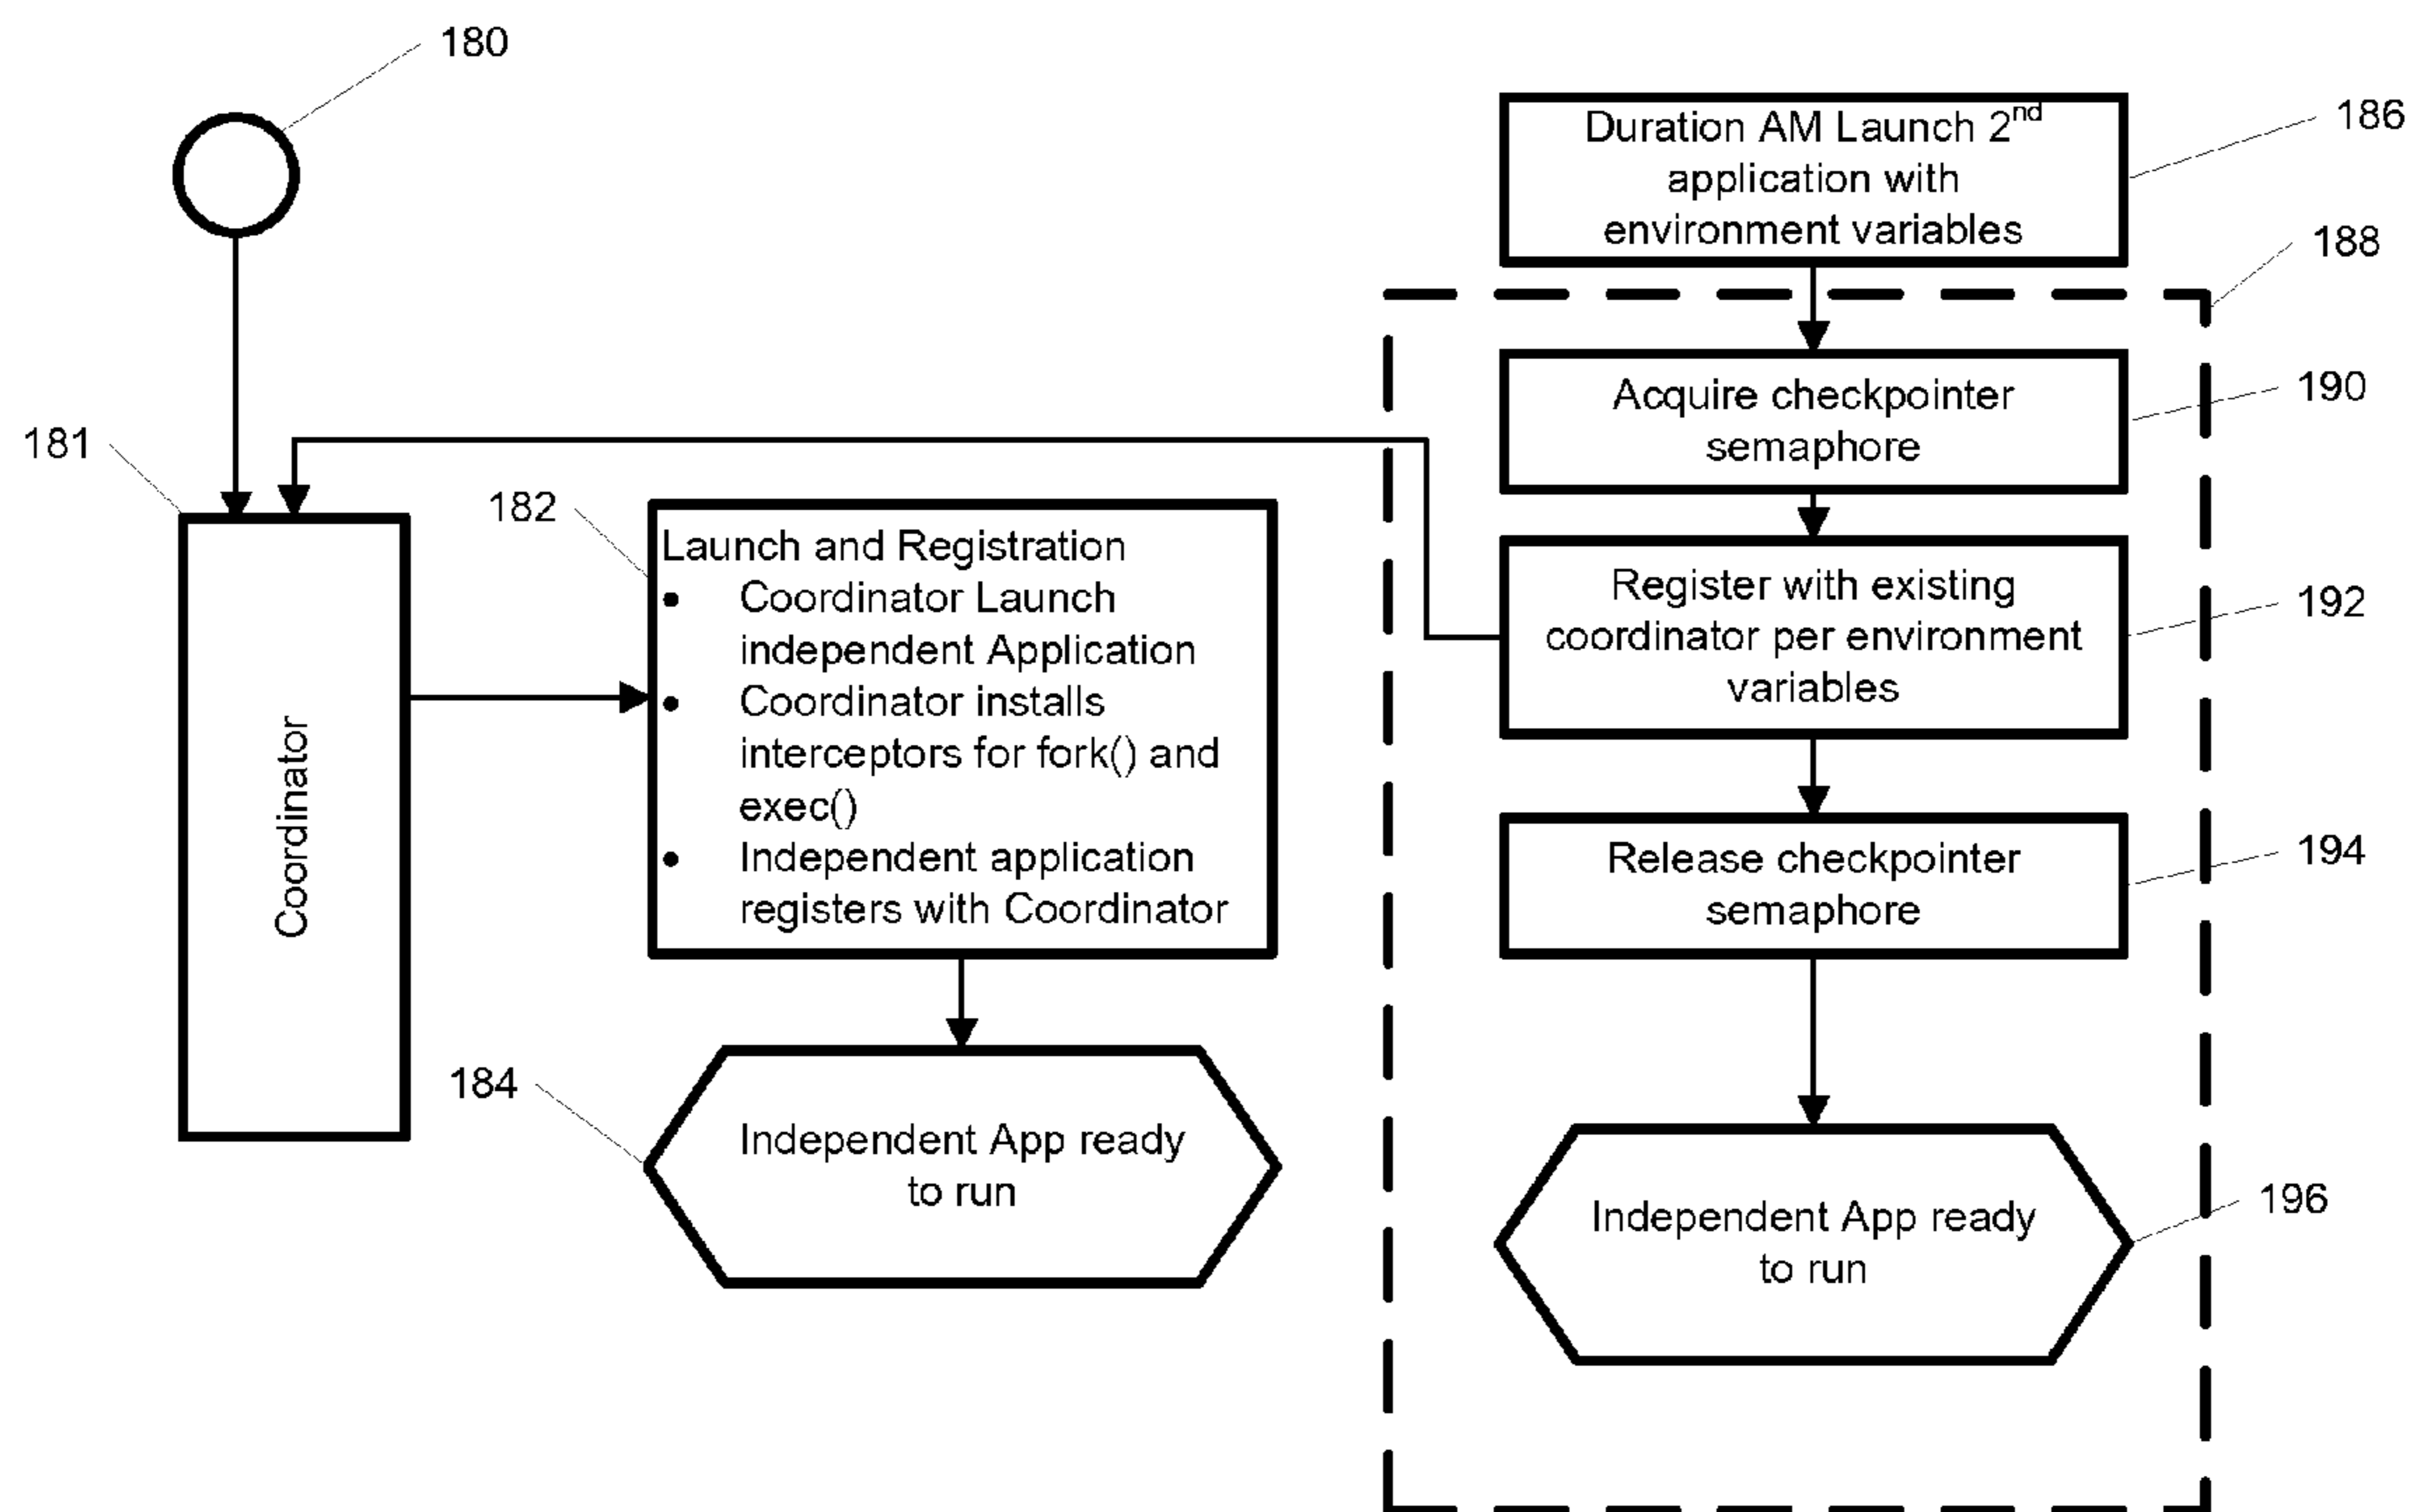 180
Duration AM Launch 2nd
application with
environment variables
186
188
Acquire checkpointer
semaphore
190
181
182
Launch and Registration
• Coordinator Launch
independent Application
• Coordinator installs
interceptors for fork() and
exec()
• Independent application
registers with Coordinator
Register with existing
coordinator per environment
variables
192
Coordinator
Release checkpointer
semaphore
194
184
Independent App ready
to run
Independent App ready
to run
196